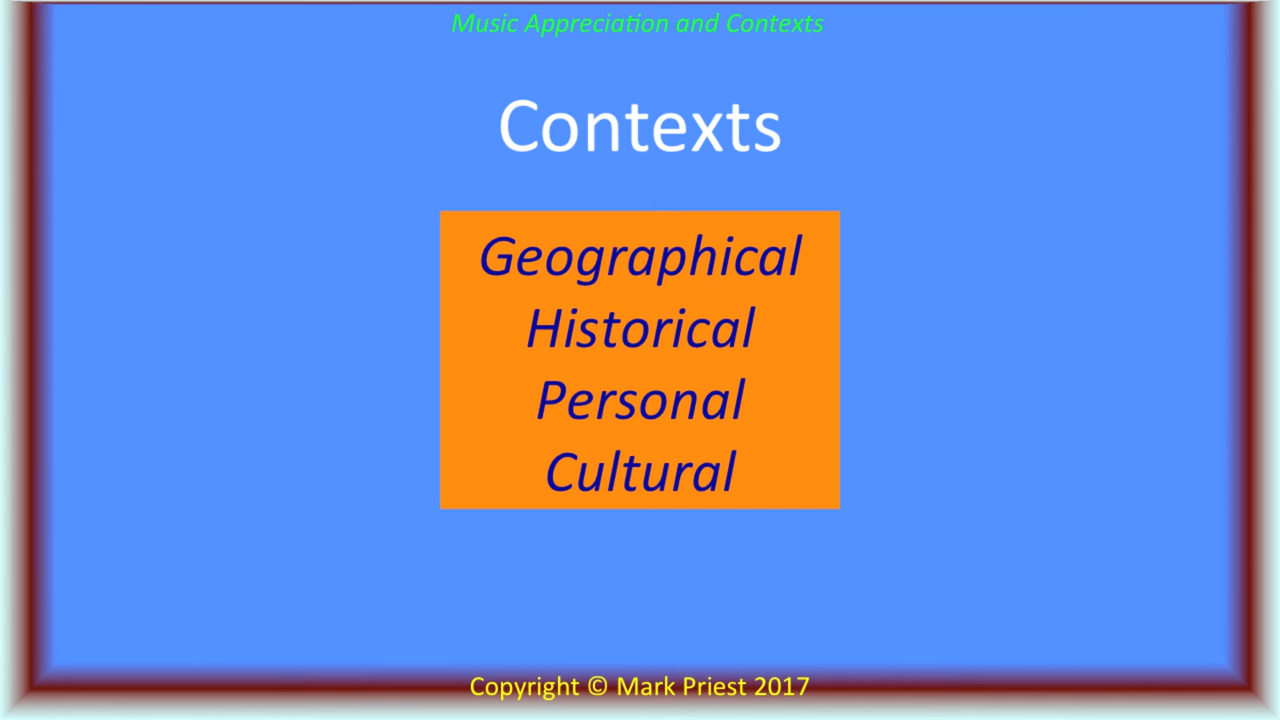 Music Appreciation and Contexts
Contexts
Geographical
Historical
Personal
Cultural
Copyright © Mark Priest 2017